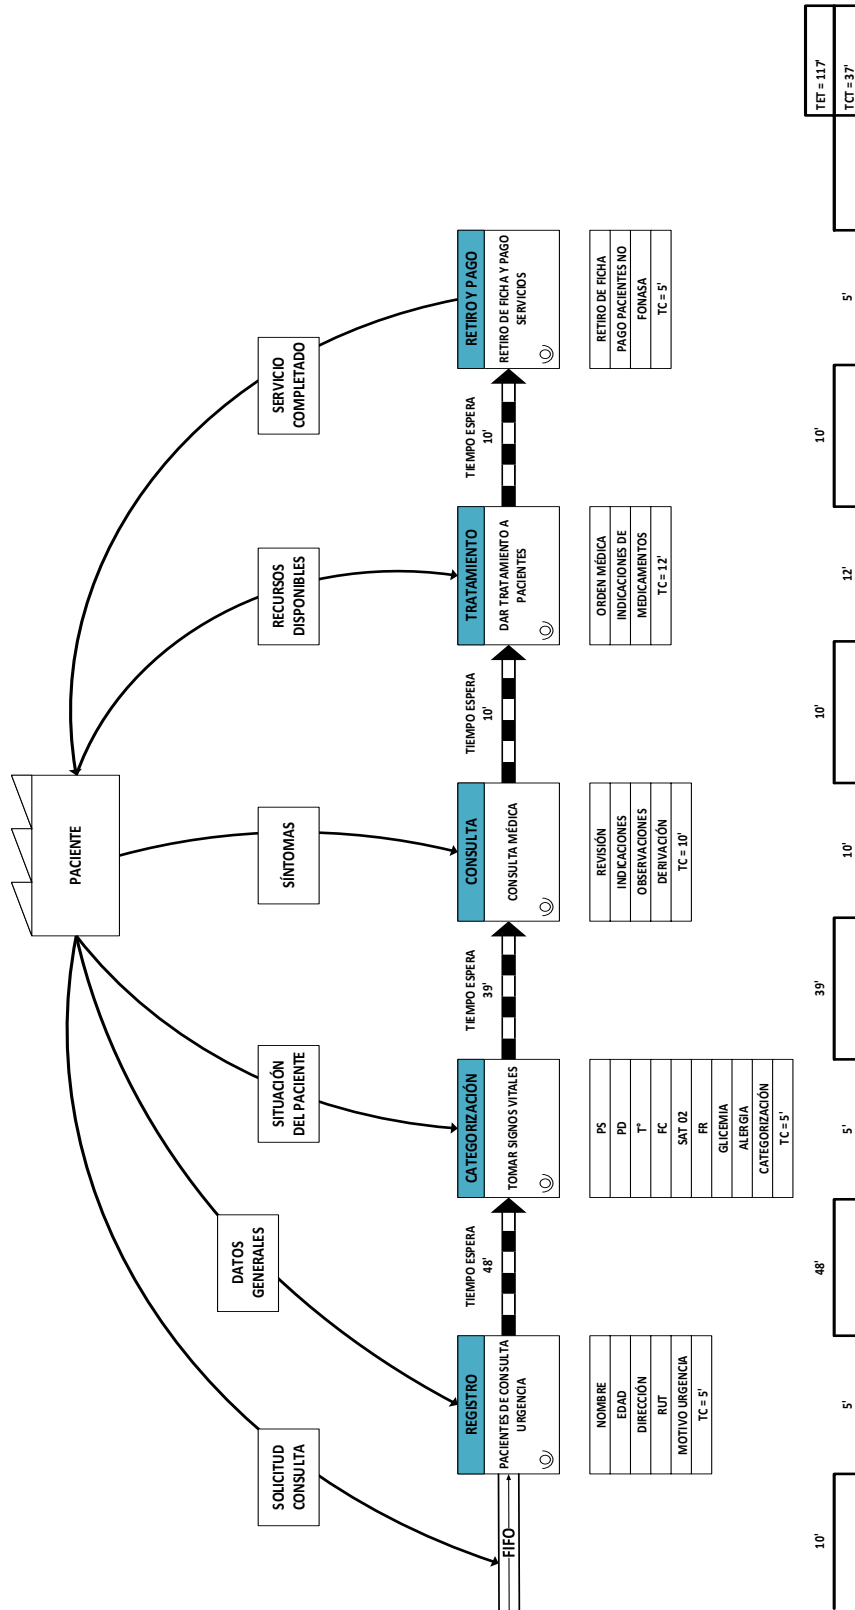 PACIENTE
SOLICITUD
CONSULTA
DATOS
GENERALES
SITUACIÓN
DEL PACIENTE
SÍNTOMAS
RECURSOS
DISPONIBLES
SERVICIO
COMPLETADO
FIFO
REGISTRO
PACIENTES DE CONSULTA
URGENCIA
TIEMPO ESPERA
48'
CATEGORIZACIÓN
TOMAR SIGNOS VITALES
TIEMPO ESPERA
39'
CONSULTA
CONSULTA MÉDICA
TIEMPO ESPERA
10'
TRATAMIENTO
DAR TRATAMIENTO A
PACIENTES
TIEMPO ESPERA
10'
RETIRO Y PAGO
RETIRO DE FICHA Y PAGO
SERVICIOS
NOMBRE
EDAD
DIRECCIÓN
RUT
MOTIVO URGENCIA
TC = 5'
PS
PD
T°
FC
SAT 02
FR
GLICEMIA
ALERGIA
CATEGORIZACIÓN
TC = 5'
REVISIÓN
INDICACIONES
OBSERVACIONES
DERIVACIÓN
TC = 10'
ORDEN MÉDICA
INDICACIONES DE
MEDICAMENTOS
TC = 12'
RETIRO DE FICHA
PAGO PACIENTES NO
FONASA
TC = 5'
10'
5'
48'
5'
39'
10'
10'
12'
10'
5'
TET = 117'
TCT = 37'